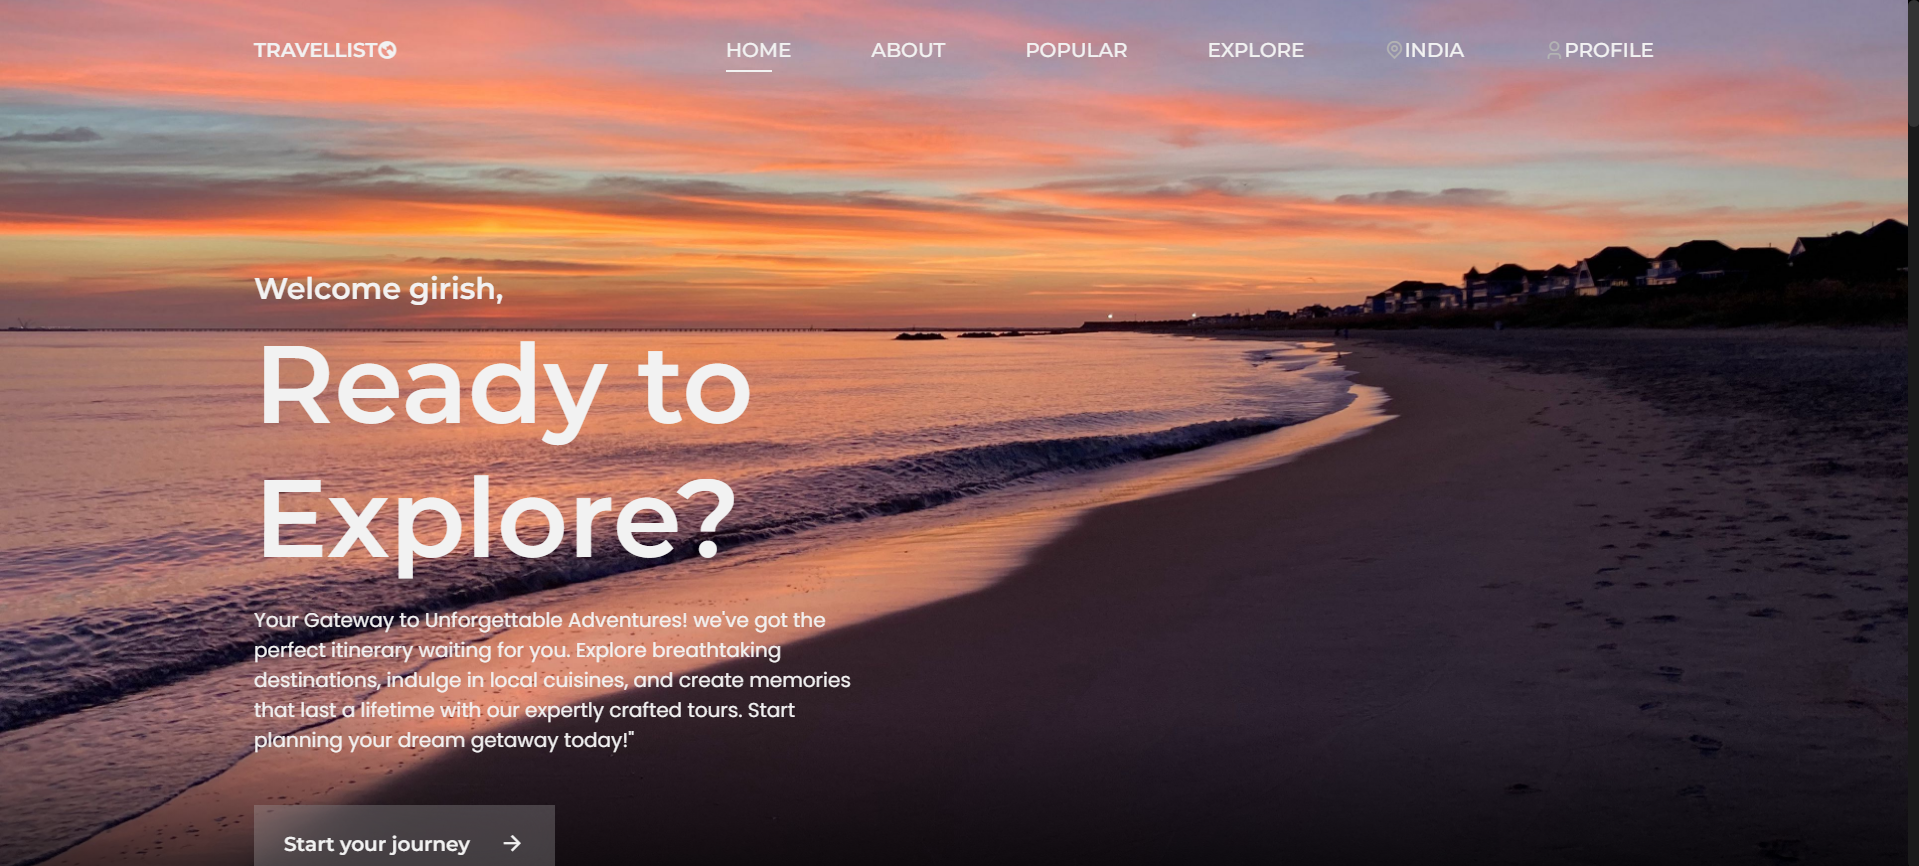 TRAVELLIST
HOME
ABOUT
POPULAR
EXPLORE
INDIA
PROFILE
Welcome girish,
Ready to
Explore?
Your Gateway to Unforgettable Adventures! we've got the
perfect itinerary waiting for you. Explore breathtaking
destinations, indulge in local cuisines, and create memories
that last a lifetime with our expertly crafted tours. Start
planning your dream getaway today!"
Start your journey